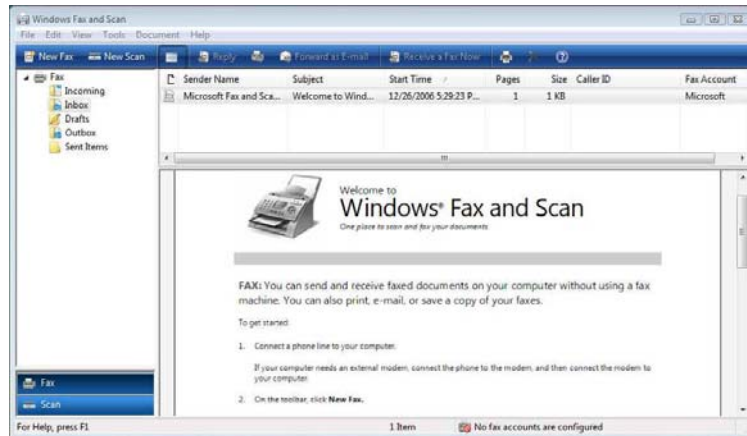 Windows Fax and Scan
File Edit View Tools Document Help
New Fax New Scan Reply Forward as E-mail Receive a Fax Now
Fax
Incoming
Inbox
Drafts
Outbox
Sent Items
Sender Name Subject Start Time Pages Size Caller ID Fax Account
Microsoft Fax and Sca... Welcome to Wind... 12/26/2006 5:29:23 P... 1 1 KB Microsoft
Welcome to
Windows® Fax and Scan
One place to scan and fax your documents
FAX: You can send and receive faxed documents on your computer without using a fax
machine. You can also print, e-mail, or save a copy of your faxes.
To get started:
1. Connect a phone line to your computer.
If your computer needs an external modem, connect the phone to the modem, and then connect the modem to
your computer.
2. On the toolbar, click New Fax.
Fax
Scan
For Help, press F1 1 Item No fax accounts are configured